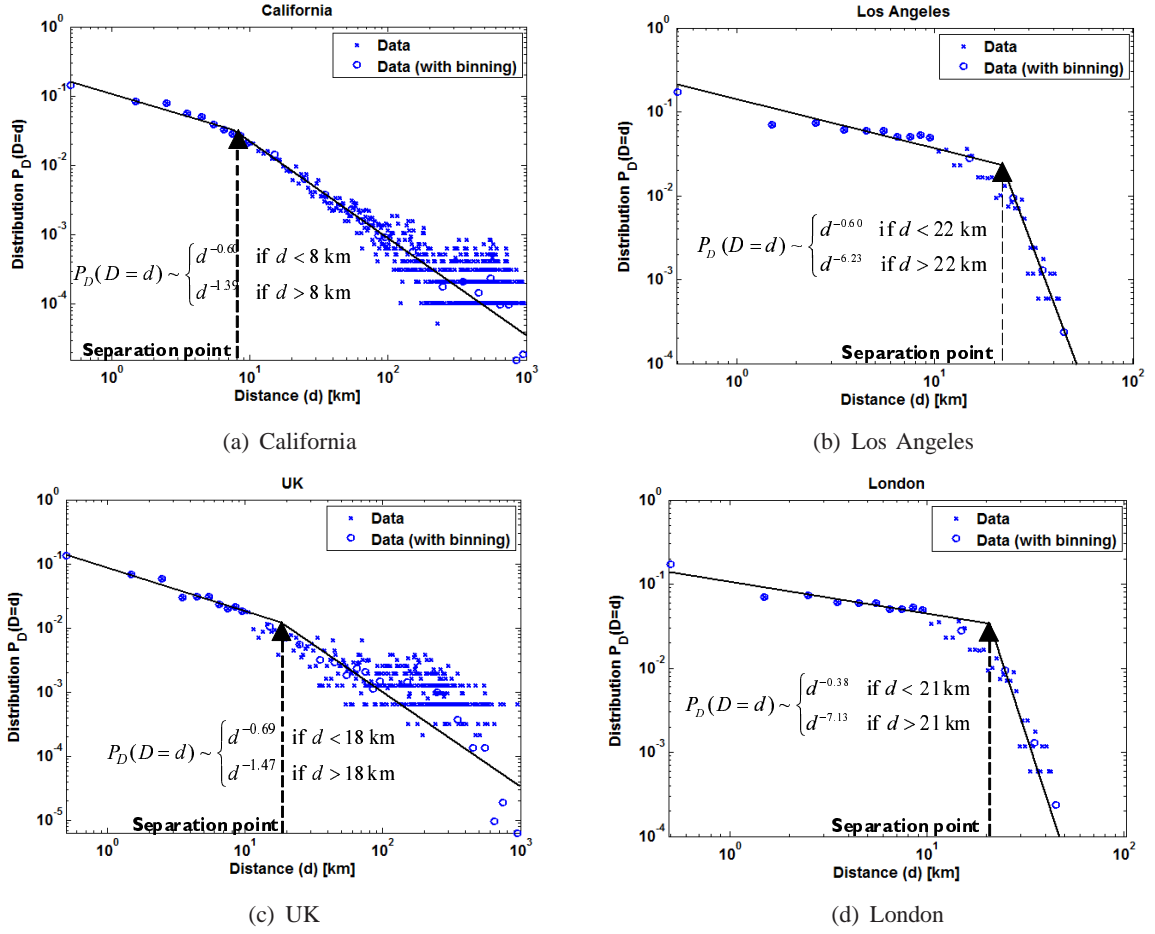 California
10^0
10^-1
10^-2
10^-3
10^-4
Distribution P_D(D=d)
Data
Data (with binning)
P_D(D = d) ~ { d^-0.60 if d < 8 km
d^-1.39 if d > 8 km
Separation point
10^0 10^1 10^2 10^3
Distance (d) [km]
(a) California
Los Angeles
10^0
10^-1
10^-2
10^-3
10^-4
Distribution P_D(D=d)
Data
Data (with binning)
P_D(D = d) ~ { d^-0.60 if d < 22 km
d^-6.23 if d > 22 km
Separation point
10^0 10^1 10^2
Distance (d) [km]
(b) Los Angeles
UK
10^0
10^-1
10^-2
10^-3
10^-4
10^-5
Distribution P_D(D=d)
Data
Data (with binning)
P_D(D = d) ~ { d^-0.69 if d < 18 km
d^-1.47 if d > 18 km
Separation point
10^0 10^1 10^2 10^3
Distance (d) [km]
(c) UK
London
10^0
10^-1
10^-2
10^-3
10^-4
Distribution P_D(D=d)
Data
Data (with binning)
P_D(D = d) ~ { d^-0.38 if d < 21 km
d^-7.13 if d > 21 km
Separation point
10^0 10^1 10^2
Distance (d) [km]
(d) London